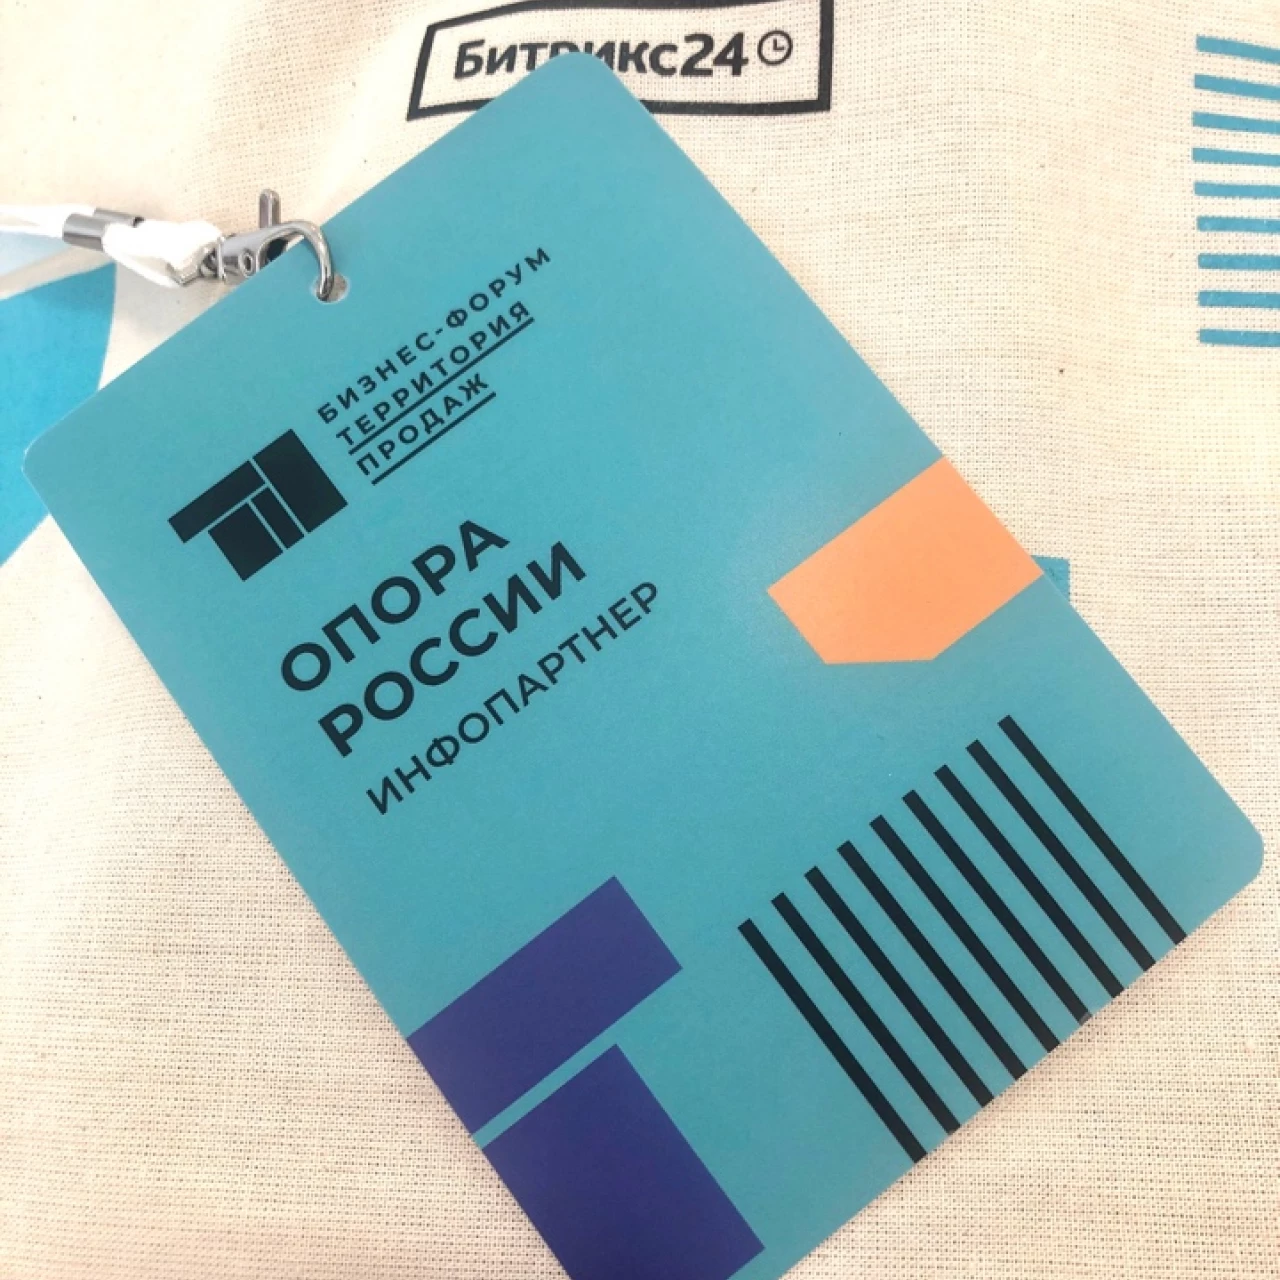 Битрикс24
БИЗНЕС-ФОРУМ
ТЕРРИТОРИЯ
ПРОДАЖ
ОПОРА
РОССИИ
ИНФОПАРТНЕР